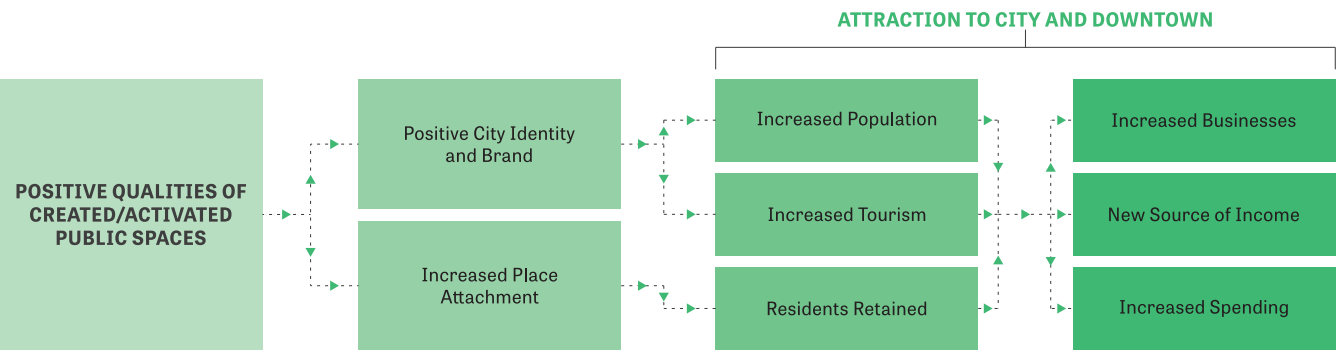 ATTRACTION TO CITY AND DOWNTOWN
POSITIVE QUALITIES OF
CREATED/ACTIVATED
PUBLIC SPACES
Positive City Identity
and Brand
Increased Place
Attachment
Increased Population
Increased Tourism
Residents Retained
Increased Businesses
New Source of Income
Increased Spending